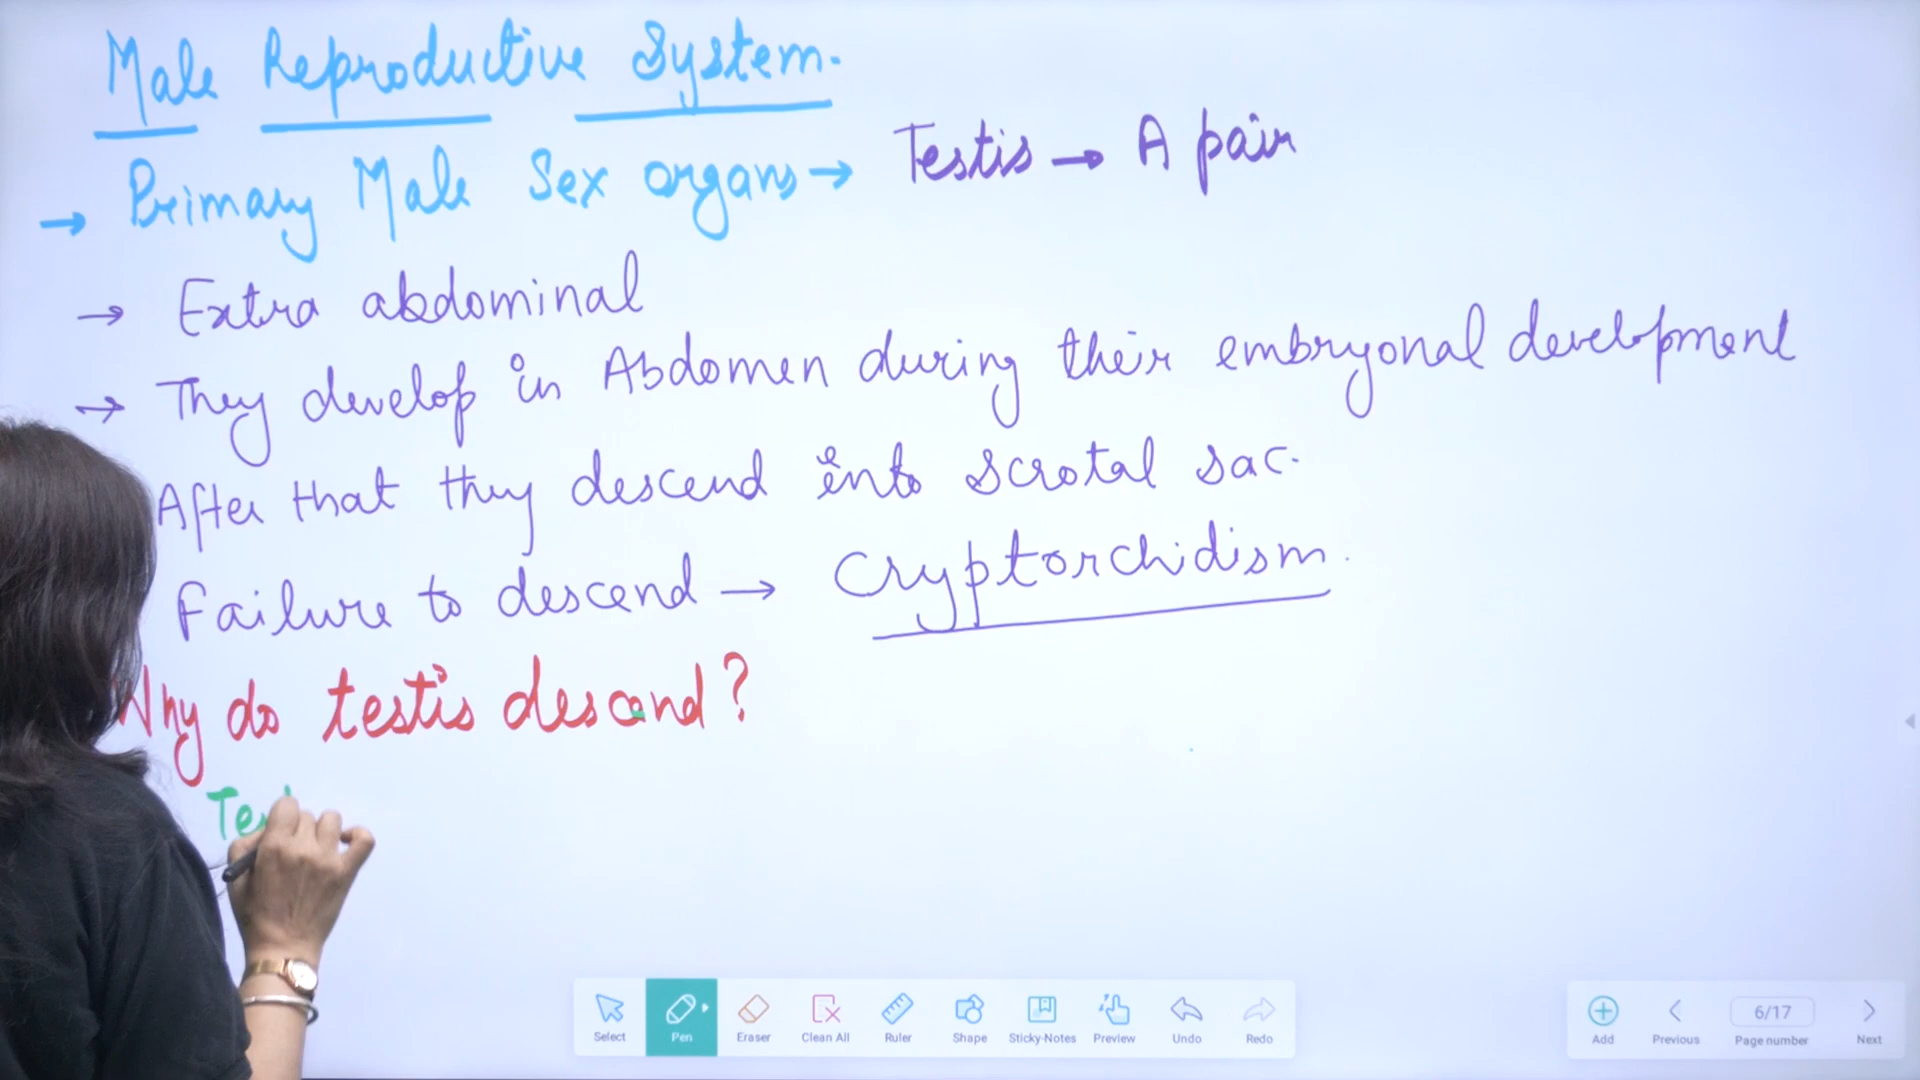 Male Reproductive System.
→ Primary Male Sex organs → Testis → A pair
→ Extra abdominal
→ They develop in Abdomen during their embryonal development
After that they descend into scrotal sac.
Failure to descend → Cryptorchidism.
Why do testis descend?
Tes
Select Pen Eraser Clean All Ruler Shape Sticky-Notes Preview Undo Redo
Add Previous 6/17 Page number Next